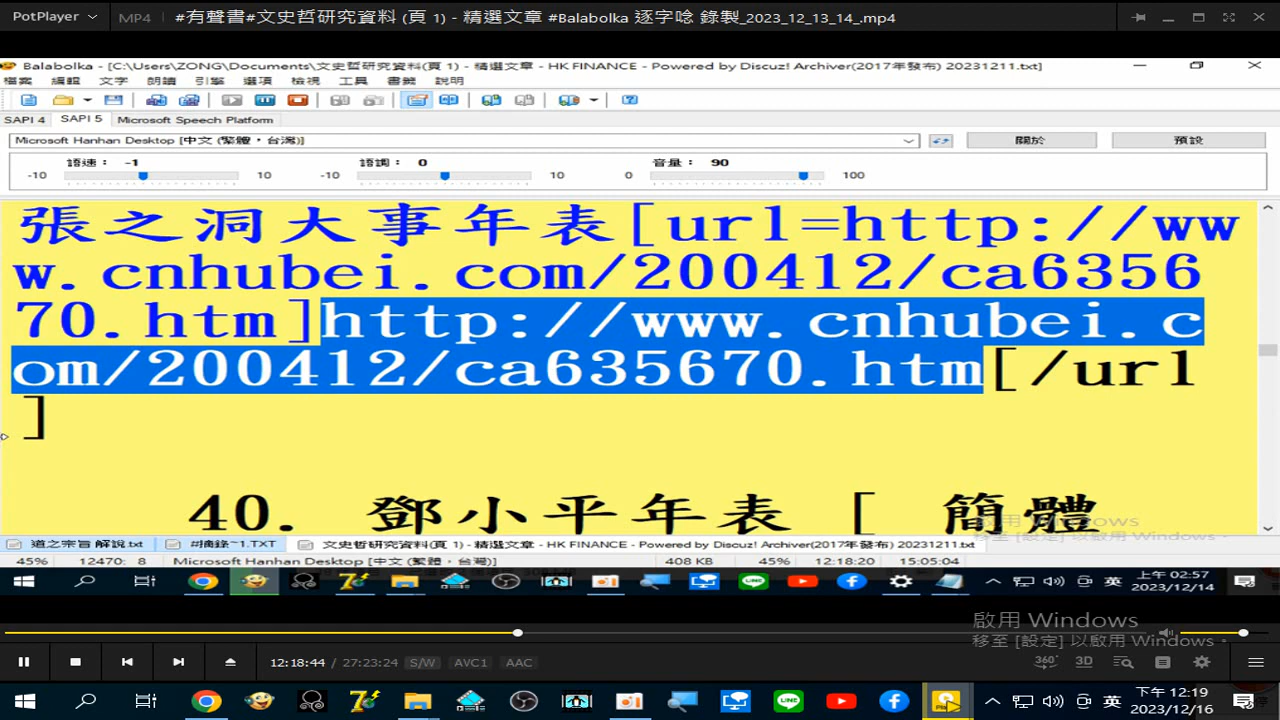 PotPlayer MP4 #有聲書#文史哲研究資料 (頁 1) - 精選文章 #Balabolka 逐字唸 錄製_2023_12_13_14_.mp4
Balabolka - [C:\Users\ZONG\Documents\文史哲研究資料(頁 1) - 精選文章 - HK FINANCE - Powered by Discuz! Archiver(2017年發布) 20231211.txt]
檔案 編輯 文字 朗讀 引擎 選項 檢視 工具 書籤 說明
SAPI 4 SAPI 5 Microsoft Speech Platform
Microsoft Hanhan Desktop [中文 (繁體，台灣)] 關於 預設
語速： -1 語調： 0 音量： 90
-10 10 -10 10 0 100
張之洞大事年表[url=http://ww
w.cnhubei.com/200412/ca6356
70.htm]http://www.cnhubei.c
om/200412/ca635670.htm[/url
]
40. 鄧小平年表 [ 簡體
啟用 Windows
移至 [設定] 以啟用 Windows。
道之宗旨 解說.txt #摘錄~1.TXT 文史哲研究資料(頁 1) - 精選文章 - HK FINANCE - Powered by Discuz! Archiver(2017年發布) 20231211.txt
45% 12470: 8 Microsoft Hanhan Desktop [中文 (繁體，台灣)] 408 KB 45% 12:18:20 15:05:04
英 上午 02:57
2023/12/14
啟用 Windows
移至 [設定] 以啟用 Windows。
12:18:44 / 27:23:24 S/W AVC1 AAC 360° 3D
英 下午 12:19
2023/12/16